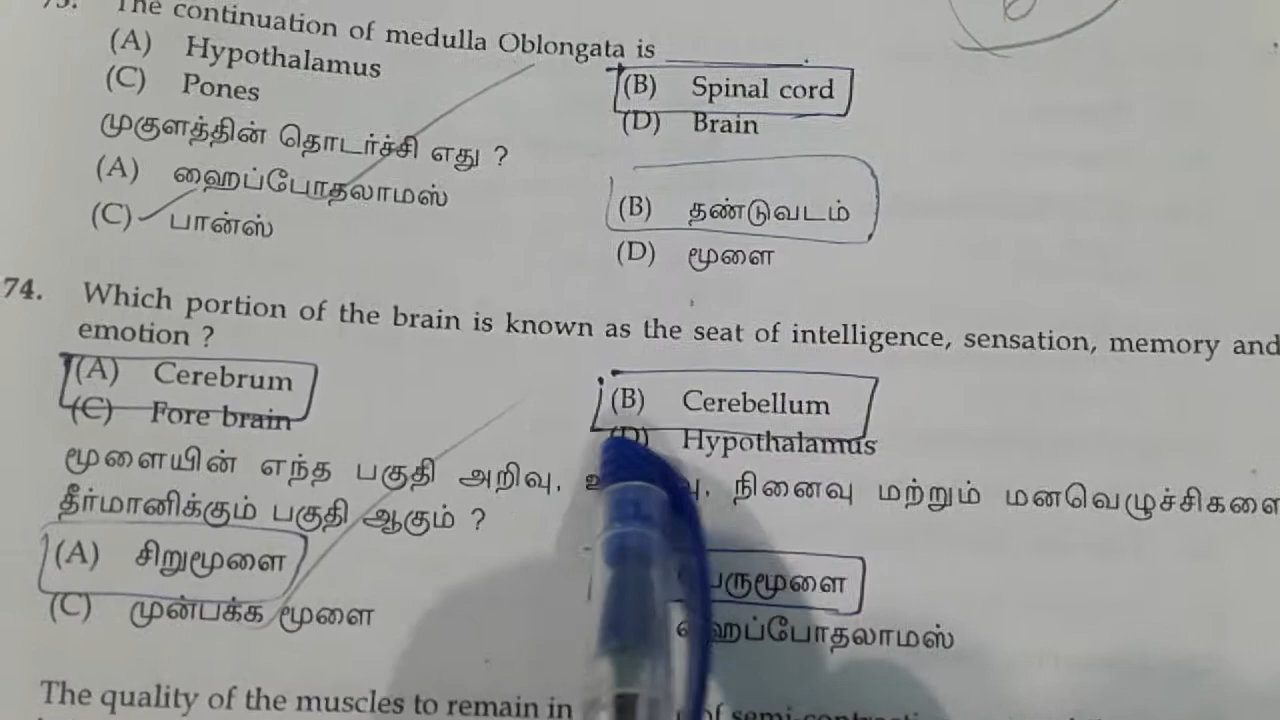 The continuation of medulla Oblongata is
(A) Hypothalamus
(B) Spinal cord
(C) Pones
(D) Brain
முகுளத்தின் தொடர்ச்சி எது ?
(A) ஹைப்போதலாமஸ்
(B) தண்டுவடம்
(C) பான்ஸ்
(D) மூளை
74. Which portion of the brain is known as the seat of intelligence, sensation, memory and
emotion ?
(A) Cerebrum
(B) Cerebellum
(C) Fore brain
(D) Hypothalamus
மூளையின் எந்த பகுதி அறிவு, நினைவு மற்றும் மனவெழுச்சிகளை
தீர்மானிக்கும் பகுதி ஆகும் ?
(A) சிறுமூளை
ருமூளை
(C) முன்பக்க மூளை
ஹைப்போதலாமஸ்
The quality of the muscles to remain in of